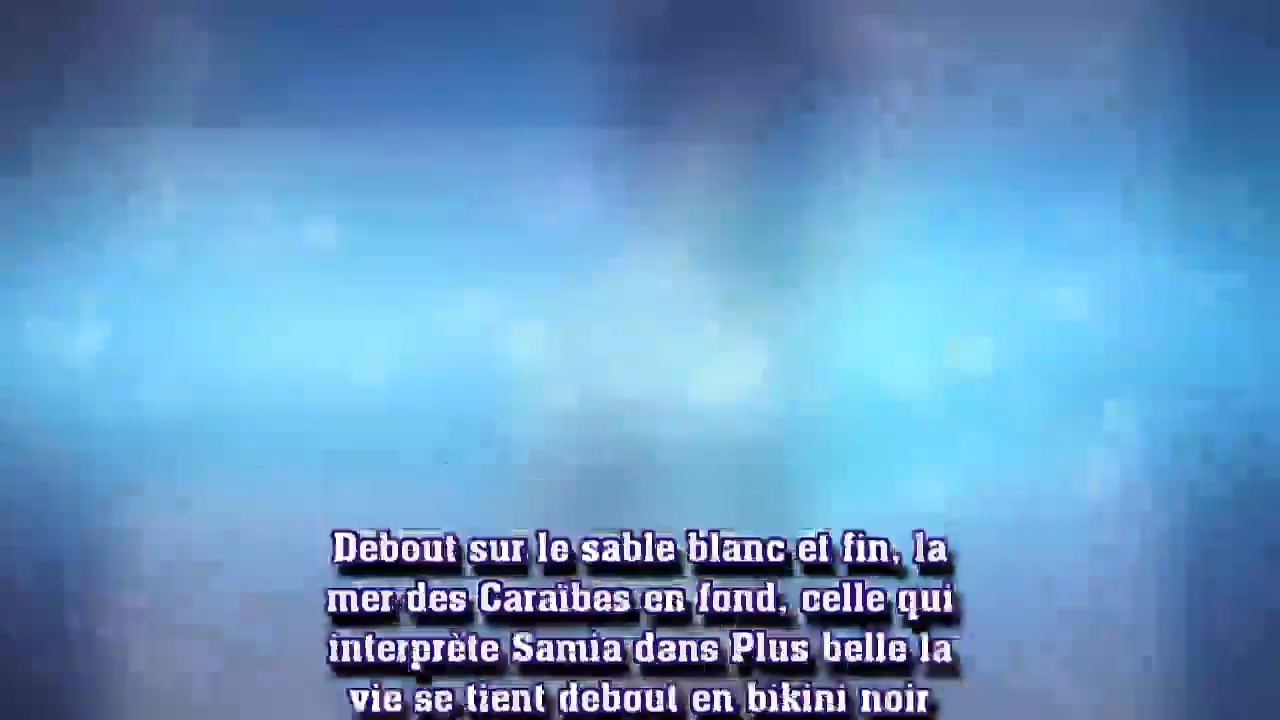 Debout sur le sable blanc et fin, la
mer des Caraïbes en fond, celle qui
interprète Samia dans Plus belle la
vie se tient debout en bikini noir